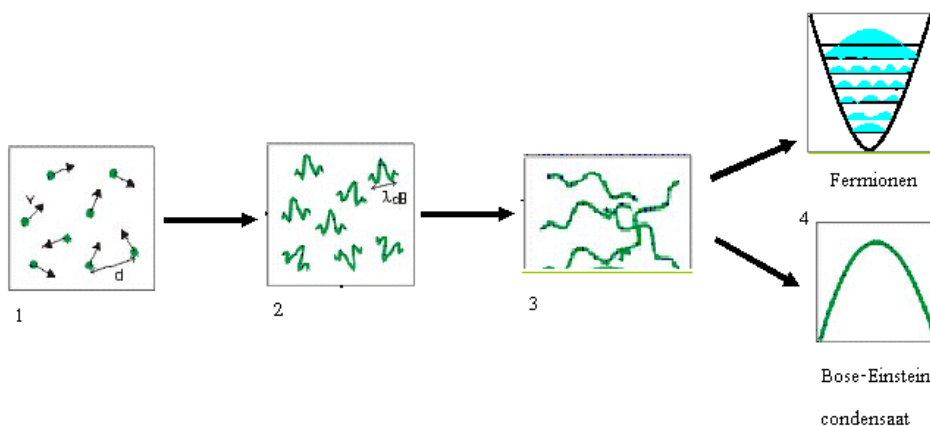 Fermionen
4
v
d
1
λdB
2
3
Bose-Einstein
condensaat